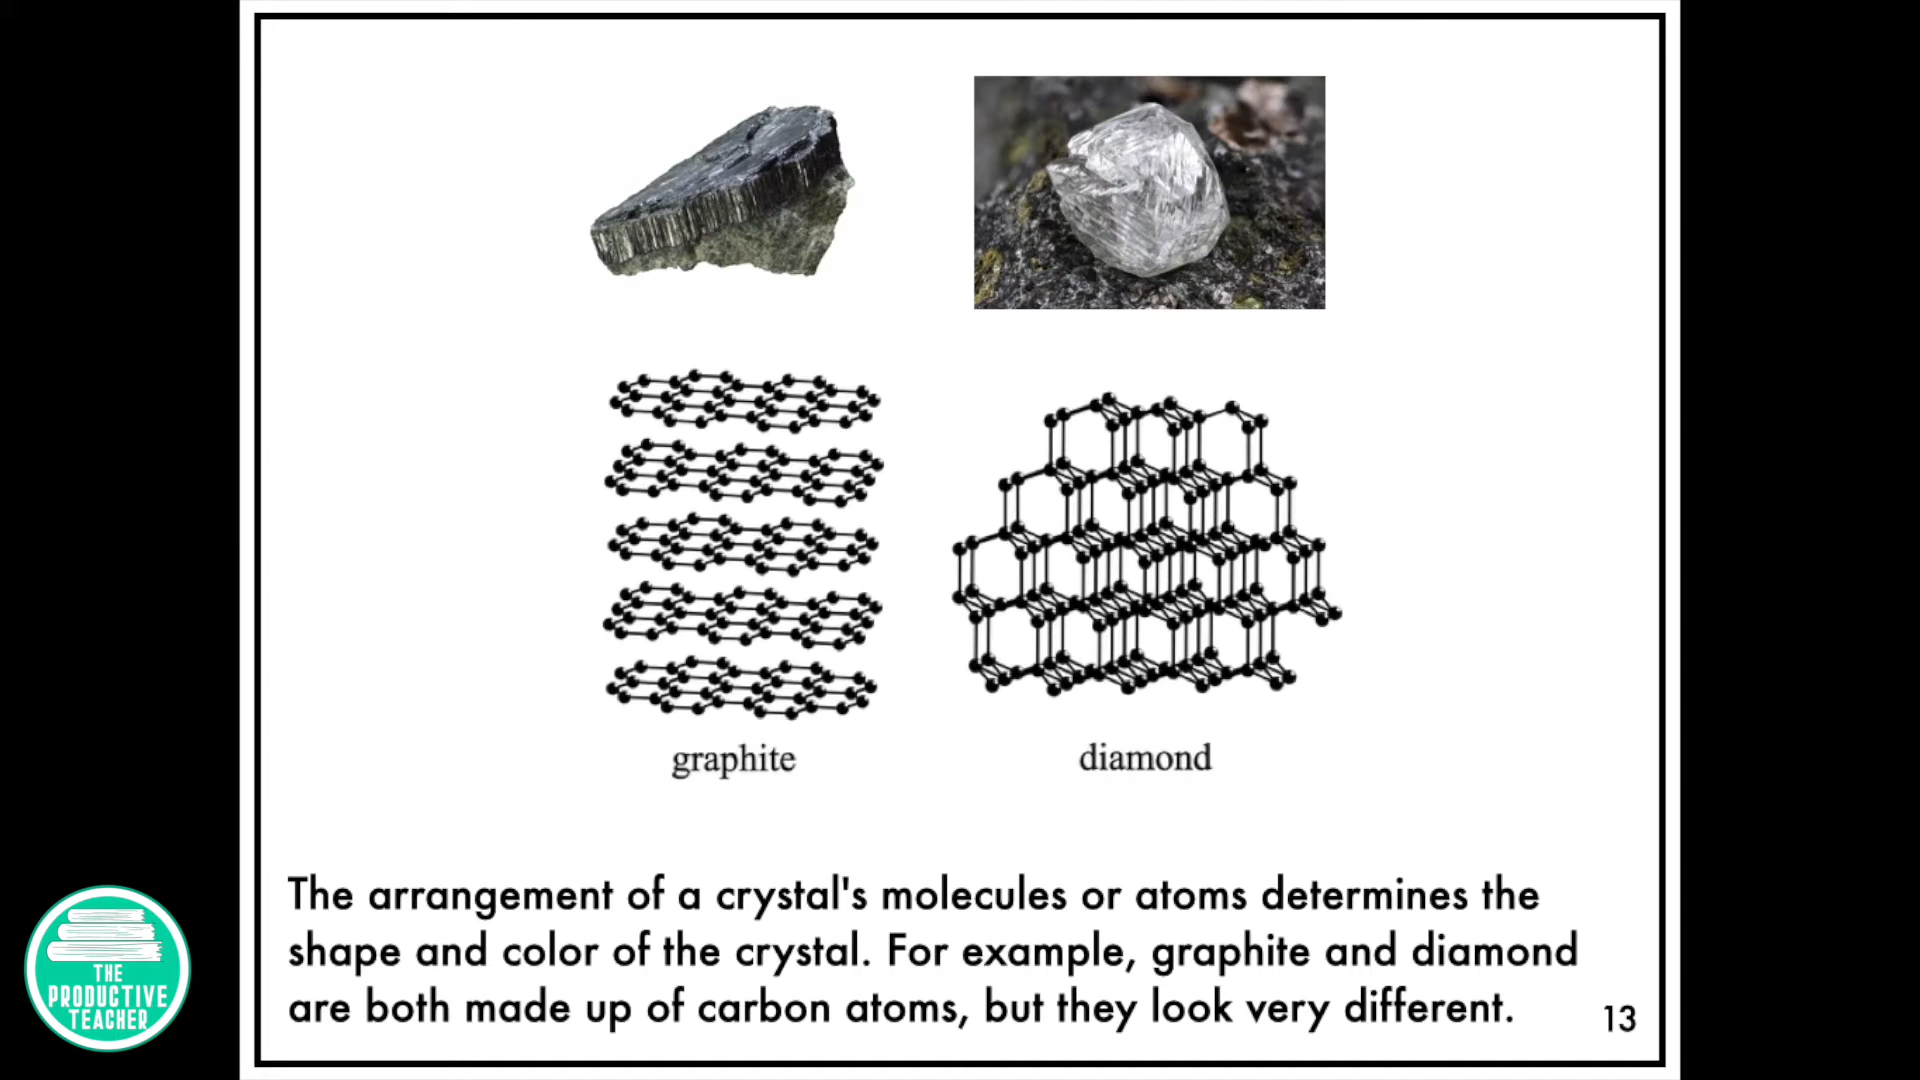 graphite
diamond
The arrangement of a crystal's molecules or atoms determines the
shape and color of the crystal. For example, graphite and diamond
are both made up of carbon atoms, but they look very different.
13
THE
PRODUCTIVE
TEACHER